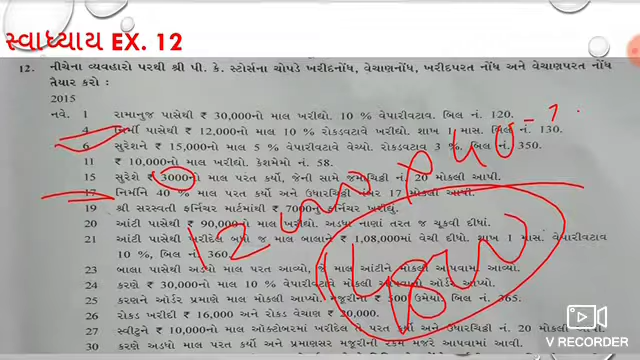 સ્વાધ્યાય EX. 12
12. નીચેના વ્યવહારો પરથી શ્રી પી. કે. સ્ટોર્સના ચોપડે ખરીદનોંધ, વેચાણનોંધ, ખરીદપરત નોંધ અને વેચાણપરત નોંધ
તૈયાર કરો :
2015
નવે. 1 રામાનુજ પાસેથી ₹ 30,000નો માલ ખરીદ્યો. 10 % વેપારીવટાવ. બિલ નં. 120.
4 નિર્મી પાસેથી ₹ 12,000નો માલ 10 % રોકડવટાવે ખરીદ્યો. શાખ 1 માસ. બિલ નં. 130.
6 સુરેશને ₹ 15,000નો માલ 5 % વેપારીવટાવે વેચ્યો. રોકડવટાવ 3 %. બિલ નં. 350.
11 ₹ 10,000નો માલ ખરીદ્યો. કેશમેમો નં. 58.
15 સુરેશે ₹ 3000નો માલ પરત કર્યો, જેની સામે જમાચિઠ્ઠી નં. 20 મોકલી આપી.
17 નિર્મીને 40 % માલ પરત કર્યો અને ઉધારચિઠ્ઠી નંબર 17 મોકલી આપી.
19 શ્રી સરસ્વતી ફર્નિચર માર્ટમાંથી ₹ 7000નું ફર્નિચર ખરીદ્યું.
20 આંટી પાસેથી ₹ 90,000નો માલ ખરીદ્યો. અડધા નાણાં તરત જ ચૂકવી દીધાં.
21 આંટી પાસેથી ખરીદેલ બધો જ માલ બાલાને ₹ 1,08,000માં વેચી દીધો. શાખ 1 માસ. વેપારીવટાવ
10 %, બિલ નં. 360.
23 બાલા પાસેથી અડધો માલ પરત આવ્યો, જે માલ આંટીને મોકલી આપવામાં આવ્યો.
24 કરણે ₹ 30,000નો માલ 10 % વેપારીવટાવે મોકલી આપવાનો ઓર્ડર આપ્યો.
25 કરણને ઓર્ડર પ્રમાણે માલ મોકલી આપ્યો. મજૂરીના ₹ 500 ઉમેર્યા. બિલ નં. 365.
26 રોકડ ખરીદી ₹ 16,000 અને રોકડ વેચાણ ₹ 20,000.
27 સ્વીટુને ₹ 10,000નો માલ ઓક્ટોબરમાં ખરીદેલ તે પરત કર્યો અને ઉધારચિઠ્ઠી નં. 20 મોકલી
30 કરણે અડધો માલ પરત કર્યો અને પ્રમાણસર મજૂરીની રકમ મજરે આપવામાં આવી.
V RECORDER